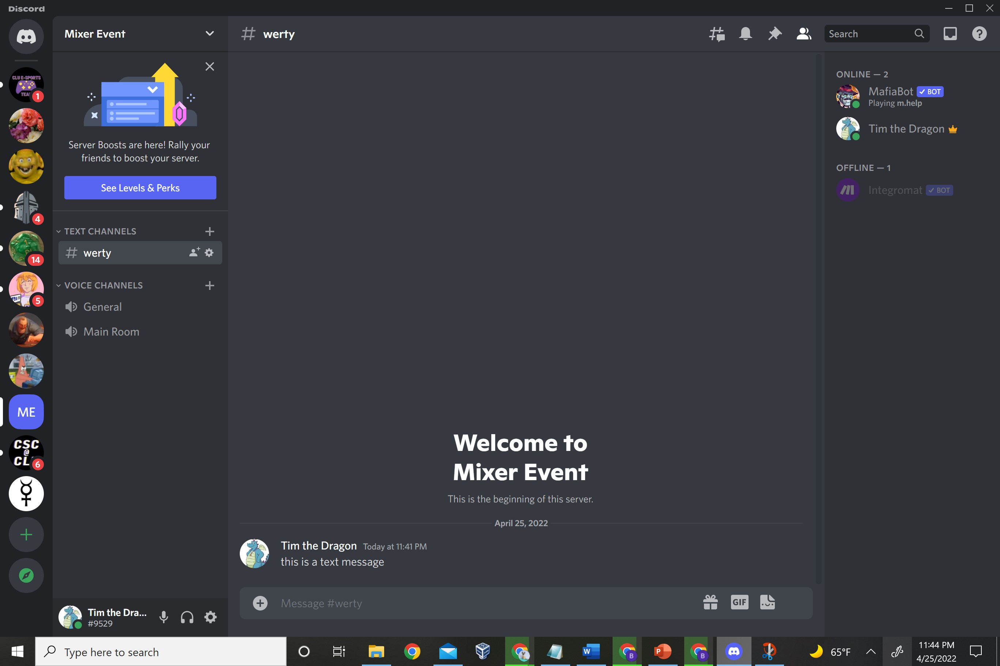 Discord
Mixer Event
werty
Search
CLU E-SPORTS
TEA
1
Server Boosts are here! Rally your
friends to boost your server.
See Levels & Perks
4
TEXT CHANNELS
werty
14
VOICE CHANNELS
5
General
Main Room
ME
CSC
@
CL
6
ONLINE — 2
MafiaBot BOT
Playing m.help
Tim the Dragon
OFFLINE — 1
Integromat BOT
Welcome to
Mixer Event
This is the beginning of this server.
April 25, 2022
Tim the Dragon Today at 11:41 PM
this is a text message
Message #werty
GIF
Tim the Dra...
#9529
Type here to search
W
B
P
B
65°F
11:44 PM
4/25/2022